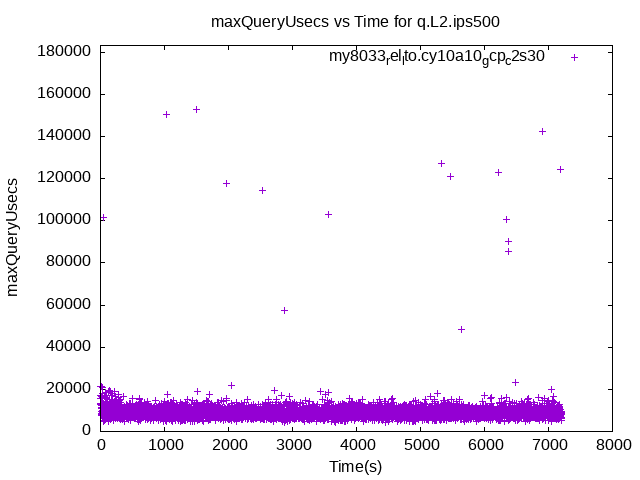 maxQueryUsecs vs Time for q.L2.ips500
my8033relito.cy10a10gcpc2s30
180000
160000
140000
120000
100000
80000
60000
40000
20000
0
maxQueryUsecs
0 1000 2000 3000 4000 5000 6000 7000 8000
Time(s)